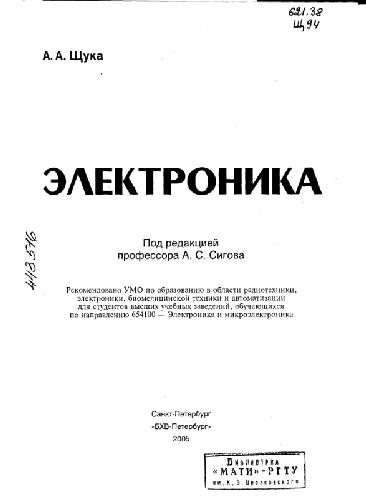 621.38
Щ94
А. А. Щука
ЭЛЕКТРОНИКА
Под редакцией
профессора А. С. Сигова
448576
Рекомендовано УМО по образованию в области радиотехники,
электроники, биомедицинской техники и автоматизации
для студентов высших учебных заведений, обучающихся
по направлению 654100 — Электроника и микроэлектроника
Санкт-Петербург
«БХВ-Петербург»
2005
Библиотека
«МАТИ»-РГТУ
им. К. Э. Циолковского